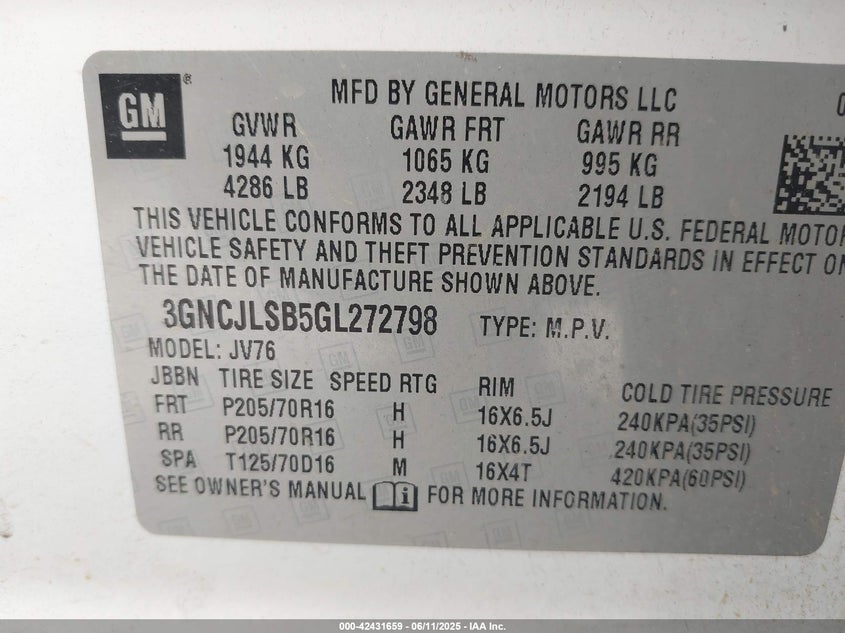 GM ®
MFD BY GENERAL MOTORS LLC
GVWR GAWR FRT GAWR RR
1944 KG 1065 KG 995 KG
4286 LB 2348 LB 2194 LB
THIS VEHICLE CONFORMS TO ALL APPLICABLE U.S. FEDERAL MOTOR
VEHICLE SAFETY AND THEFT PREVENTION STANDARDS IN EFFECT ON
THE DATE OF MANUFACTURE SHOWN ABOVE.
3GNCJLSB5GL272798 TYPE: M.P.V.
MODEL: JV76
JBBN TIRE SIZE SPEED RTG RIM COLD TIRE PRESSURE
FRT P205/70R16 H 16X6.5J 240KPA(35PSI)
RR P205/70R16 H 16X6.5J 240KPA(35PSI)
SPA T125/70D16 M 16X4T 420KPA(60PSI)
SEE OWNER'S MANUAL FOR MORE INFORMATION.
000-42431659 - 06/11/2025 - IAA Inc.